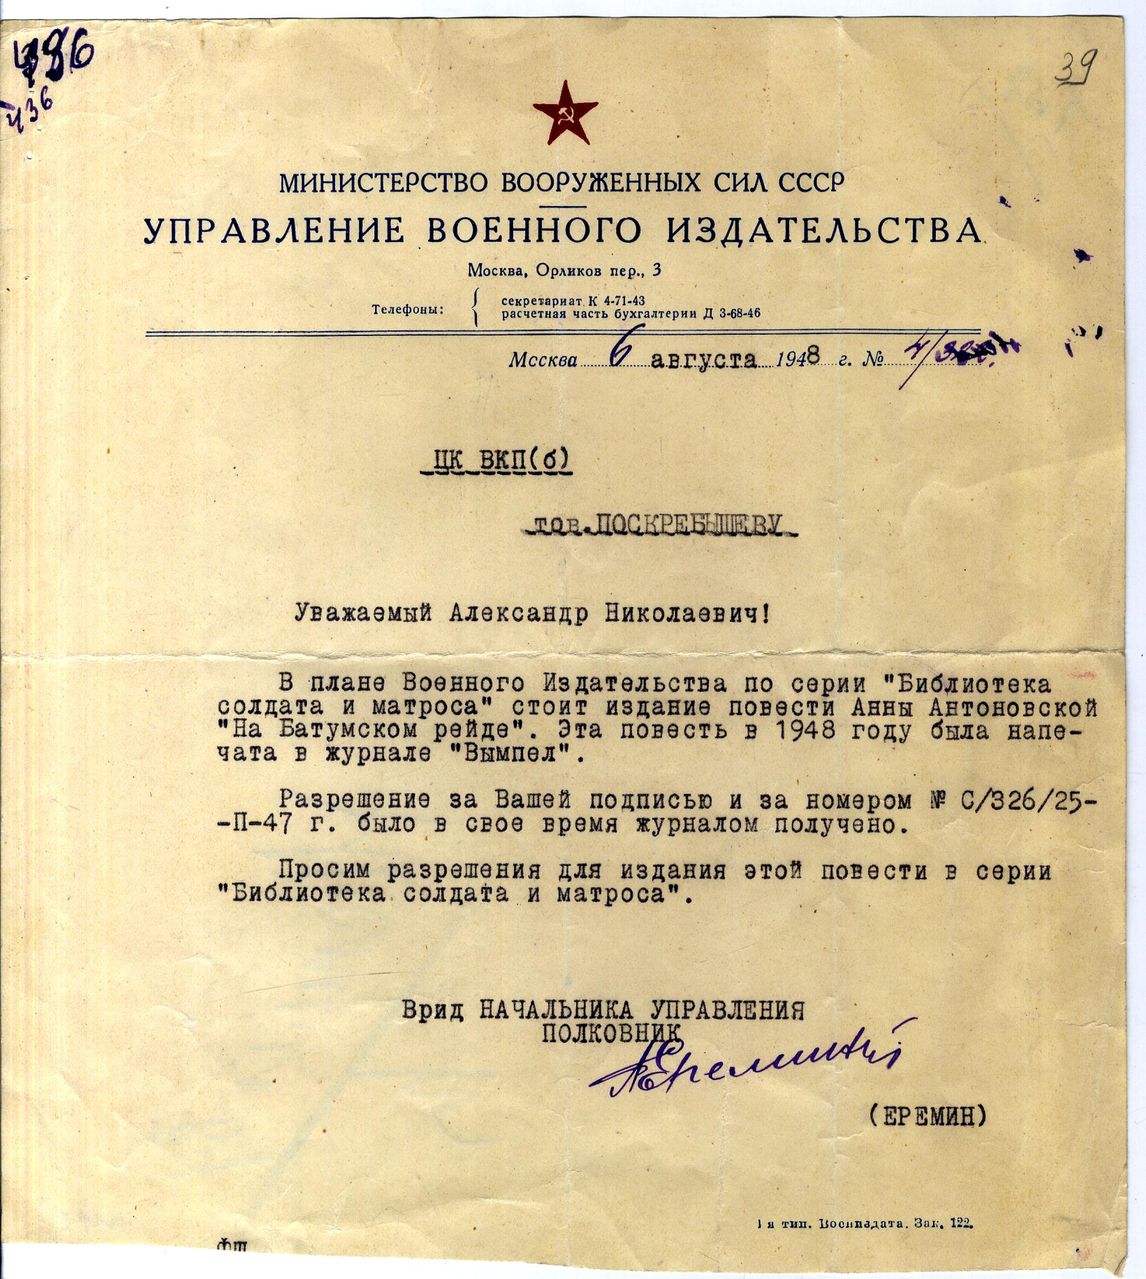 436
39
МИНИСТЕРСТВО ВООРУЖЕННЫХ СИЛ СССР
УПРАВЛЕНИЕ ВОЕННОГО ИЗДАТЕЛЬСТВА
Москва, Орликов пер., 3
Телефоны:
секретариат К 4-71-43
расчетная часть бухгалтерии Д 3-68-46
Мссква 6 августа 1948 г. №
ЦК ВКП(б)
тов. ПОСКРЕБЫШЕВУ
Уважаемый Александр Николаевич!
В плане Военного Издательства по серии "Библиотека
солдата и матроса" стоит издание повести Анны Антоновской
"На Батумском рейде". Эта повесть в 1948 году была напе-
чата в журнале "Вымпел".
Разрешение за Вашей подписью и за номером № С/326/25-
-П-47 г. было в свое время журналом получено.
Просим разрешения для издания этой повести в серии
"Библиотека солдата и матроса".
Врид НАЧАЛЬНИКА УПРАВЛЕНИЯ
ПОЛКОВНИК
(ЕРЕМИН)
1 я тип. Воениздата. Зак. 122.